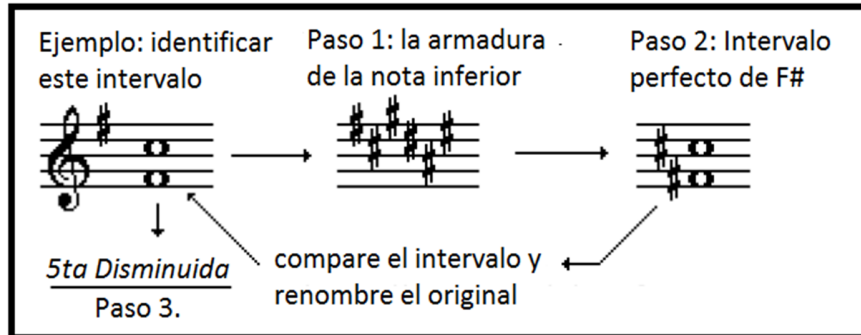 Ejemplo: identificar
este intervalo
Paso 1: la armadura .
de la nota inferior
Paso 2: Intervalo
perfecto de F#
5ta Disminuida
Paso 3.
compare el intervalo y
renombre el original